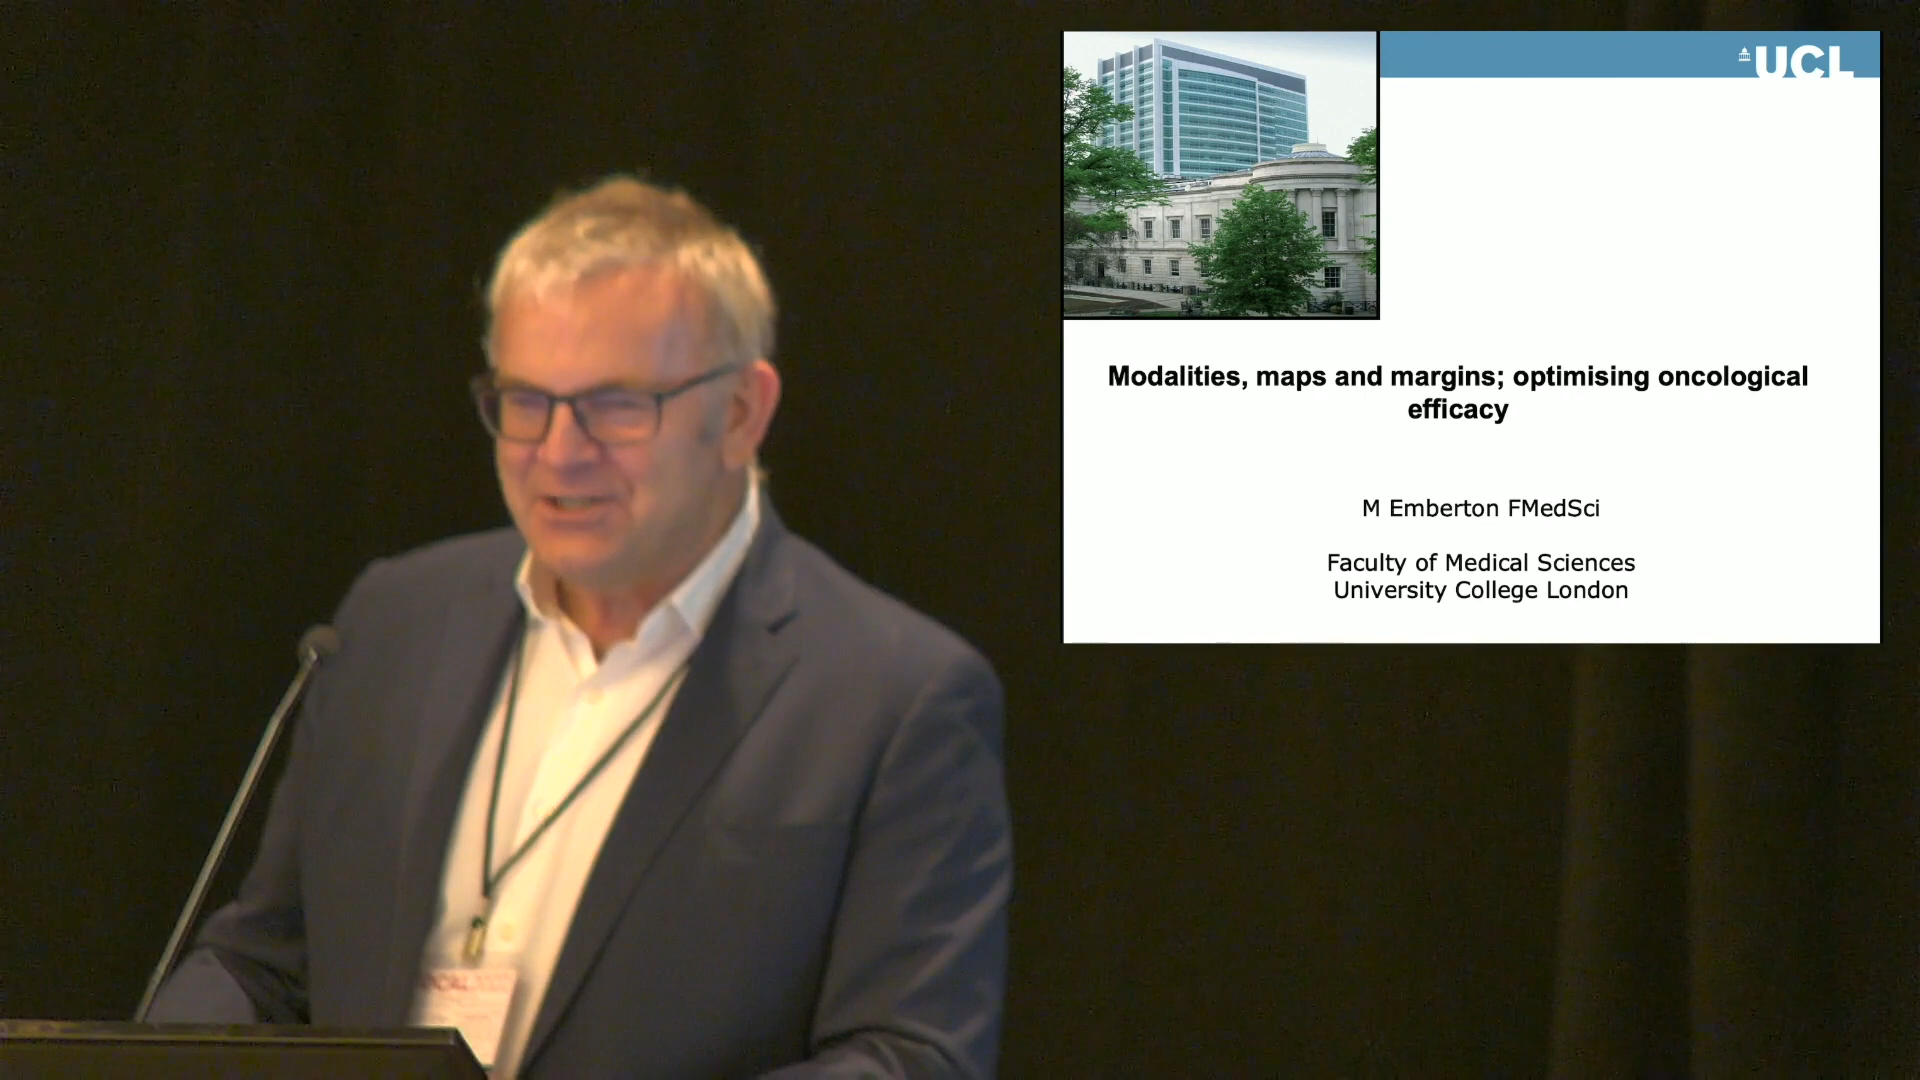 UCL
Modalities, maps and margins; optimising oncological
efficacy
M Emberton FMedSci
Faculty of Medical Sciences
University College London